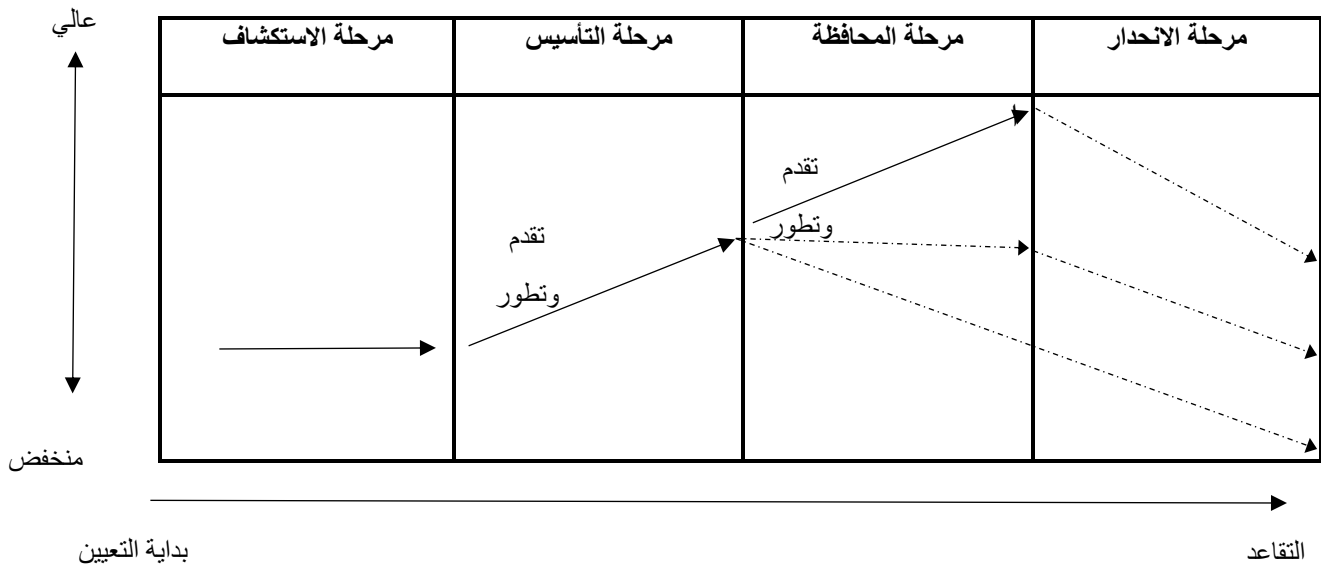 عالي
مرحلة الاستكشاف
مرحلة التأسيس
مرحلة المحافظة
مرحلة الانحدار
تقدم
وتطور
تقدم
وتطور
منخفض
بداية التعيين
التقاعد